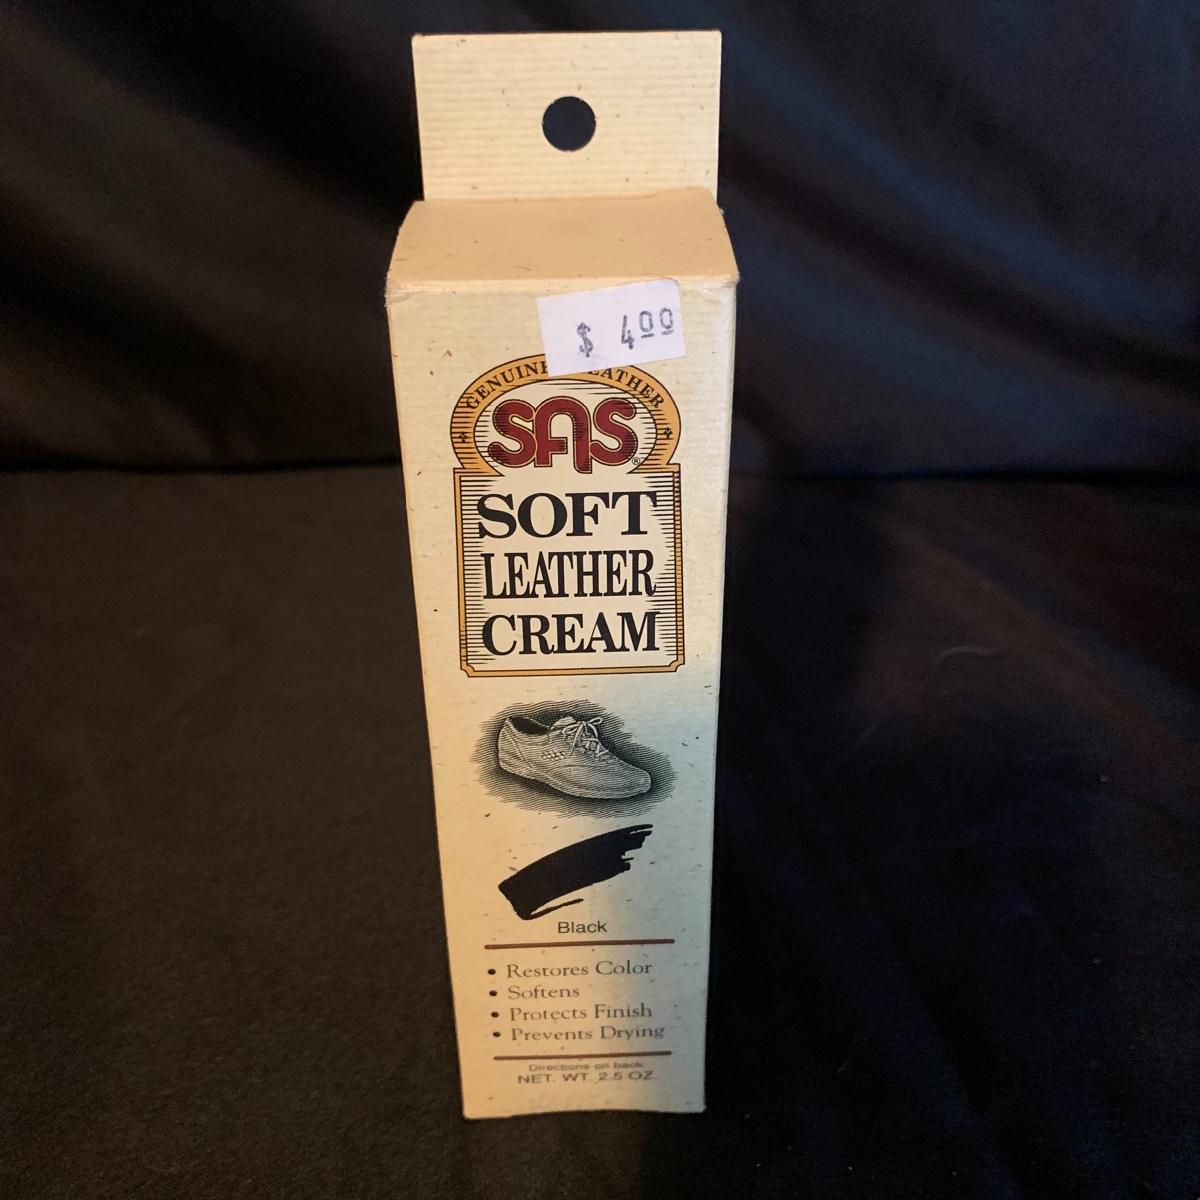 $ 4.00
GENUINE LEATHER
SAS®
SOFT
LEATHER
CREAM
Black
• Restores Color
• Softens
• Protects Finish
• Prevents Drying
Directions on back
NET. WT. 2.5 OZ.